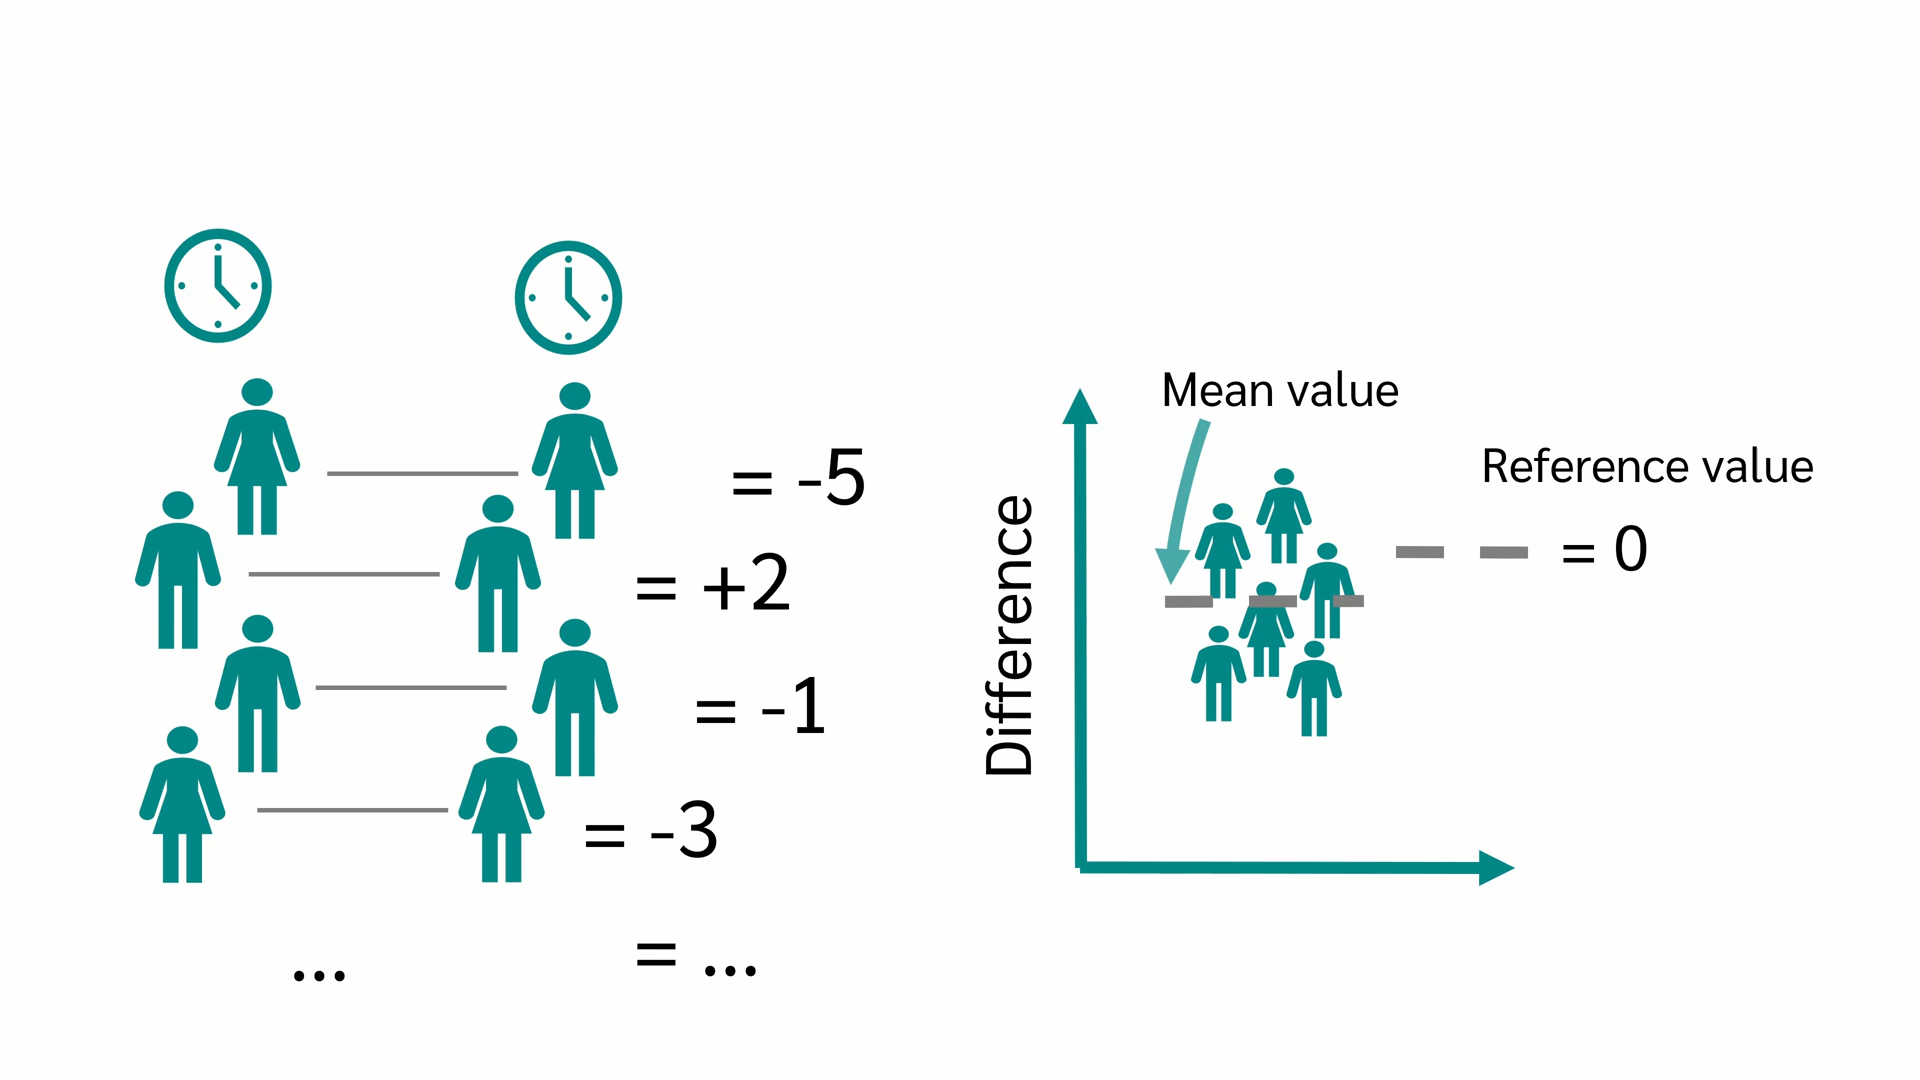 = -5
= +2
= -1
= -3
...
= ...
Mean value
Reference value
= 0
Difference